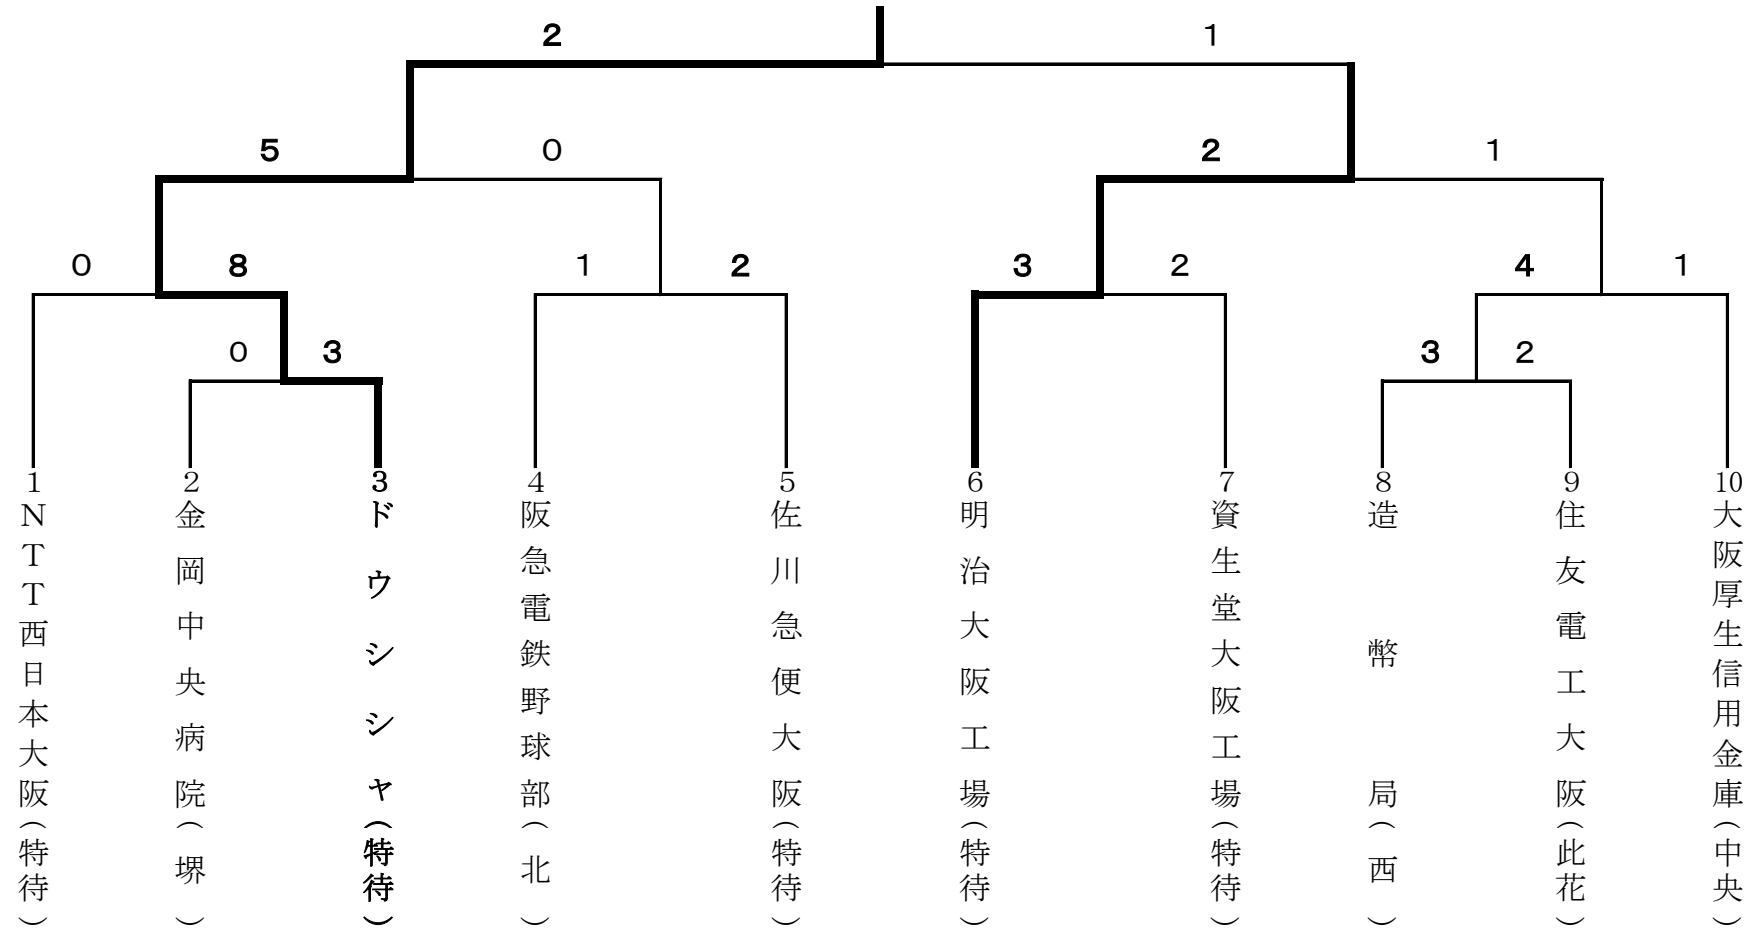 2 1
5 0 2 1
0 8 1 2 3 2 4 1
0 3 3 2
1 2 3 4 5 6 7 8 9 10
NTT西日本大阪(特待)
金岡中央病院(堺)
ドウシシャ(特待)
阪急電鉄野球部(北)
佐川急便大阪(特待)
明治大阪工場(特待)
資生堂大阪工場(特待)
造幣局(西)
住友電工大阪(此花)
大阪厚生信用金庫(中央)